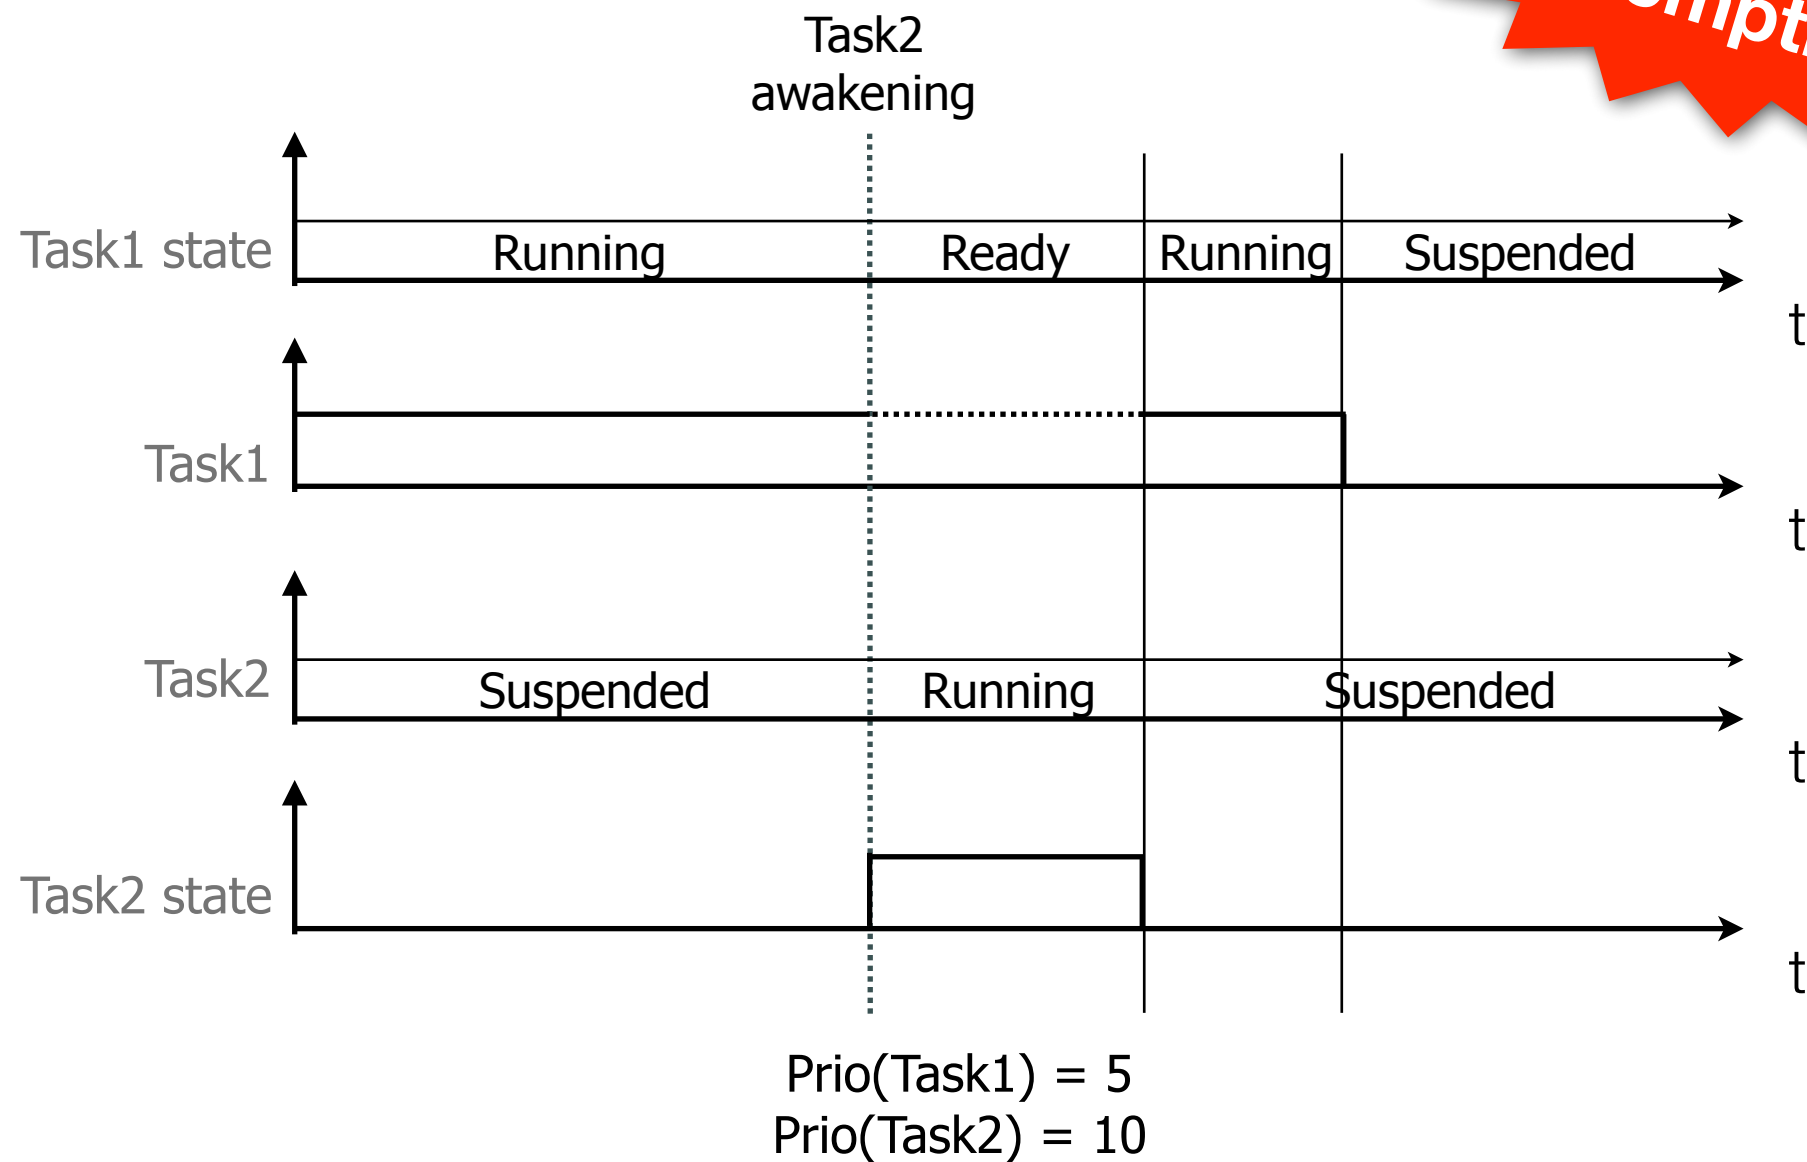 Task2
awakening
Task1 state
Running Ready Running Suspended
t
Task1
t
Task2
Suspended Running Suspended
t
Task2 state
t
Prio(Task1) = 5
Prio(Task2) = 10